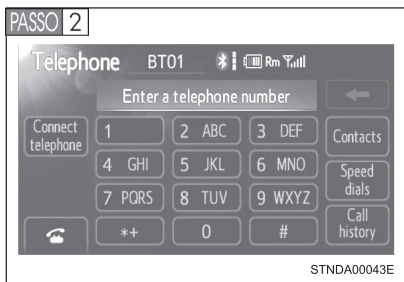 PASSO 2
Telephone BT01 Rm
Enter a telephone number
Connect telephone
1
2 ABC
3 DEF
Contacts
4 GHI
5 JKL
6 MNO
Speed dials
7 PQRS
8 TUV
9 WXYZ
Call history
*+
0
#
STNDA00043E